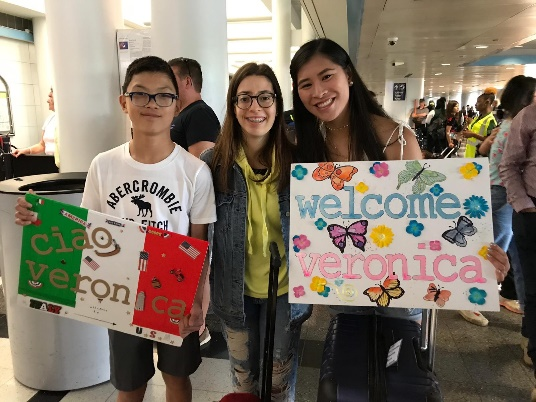 ABERCROMBIE
FITCH
ciao
veronica
welcome
veronica